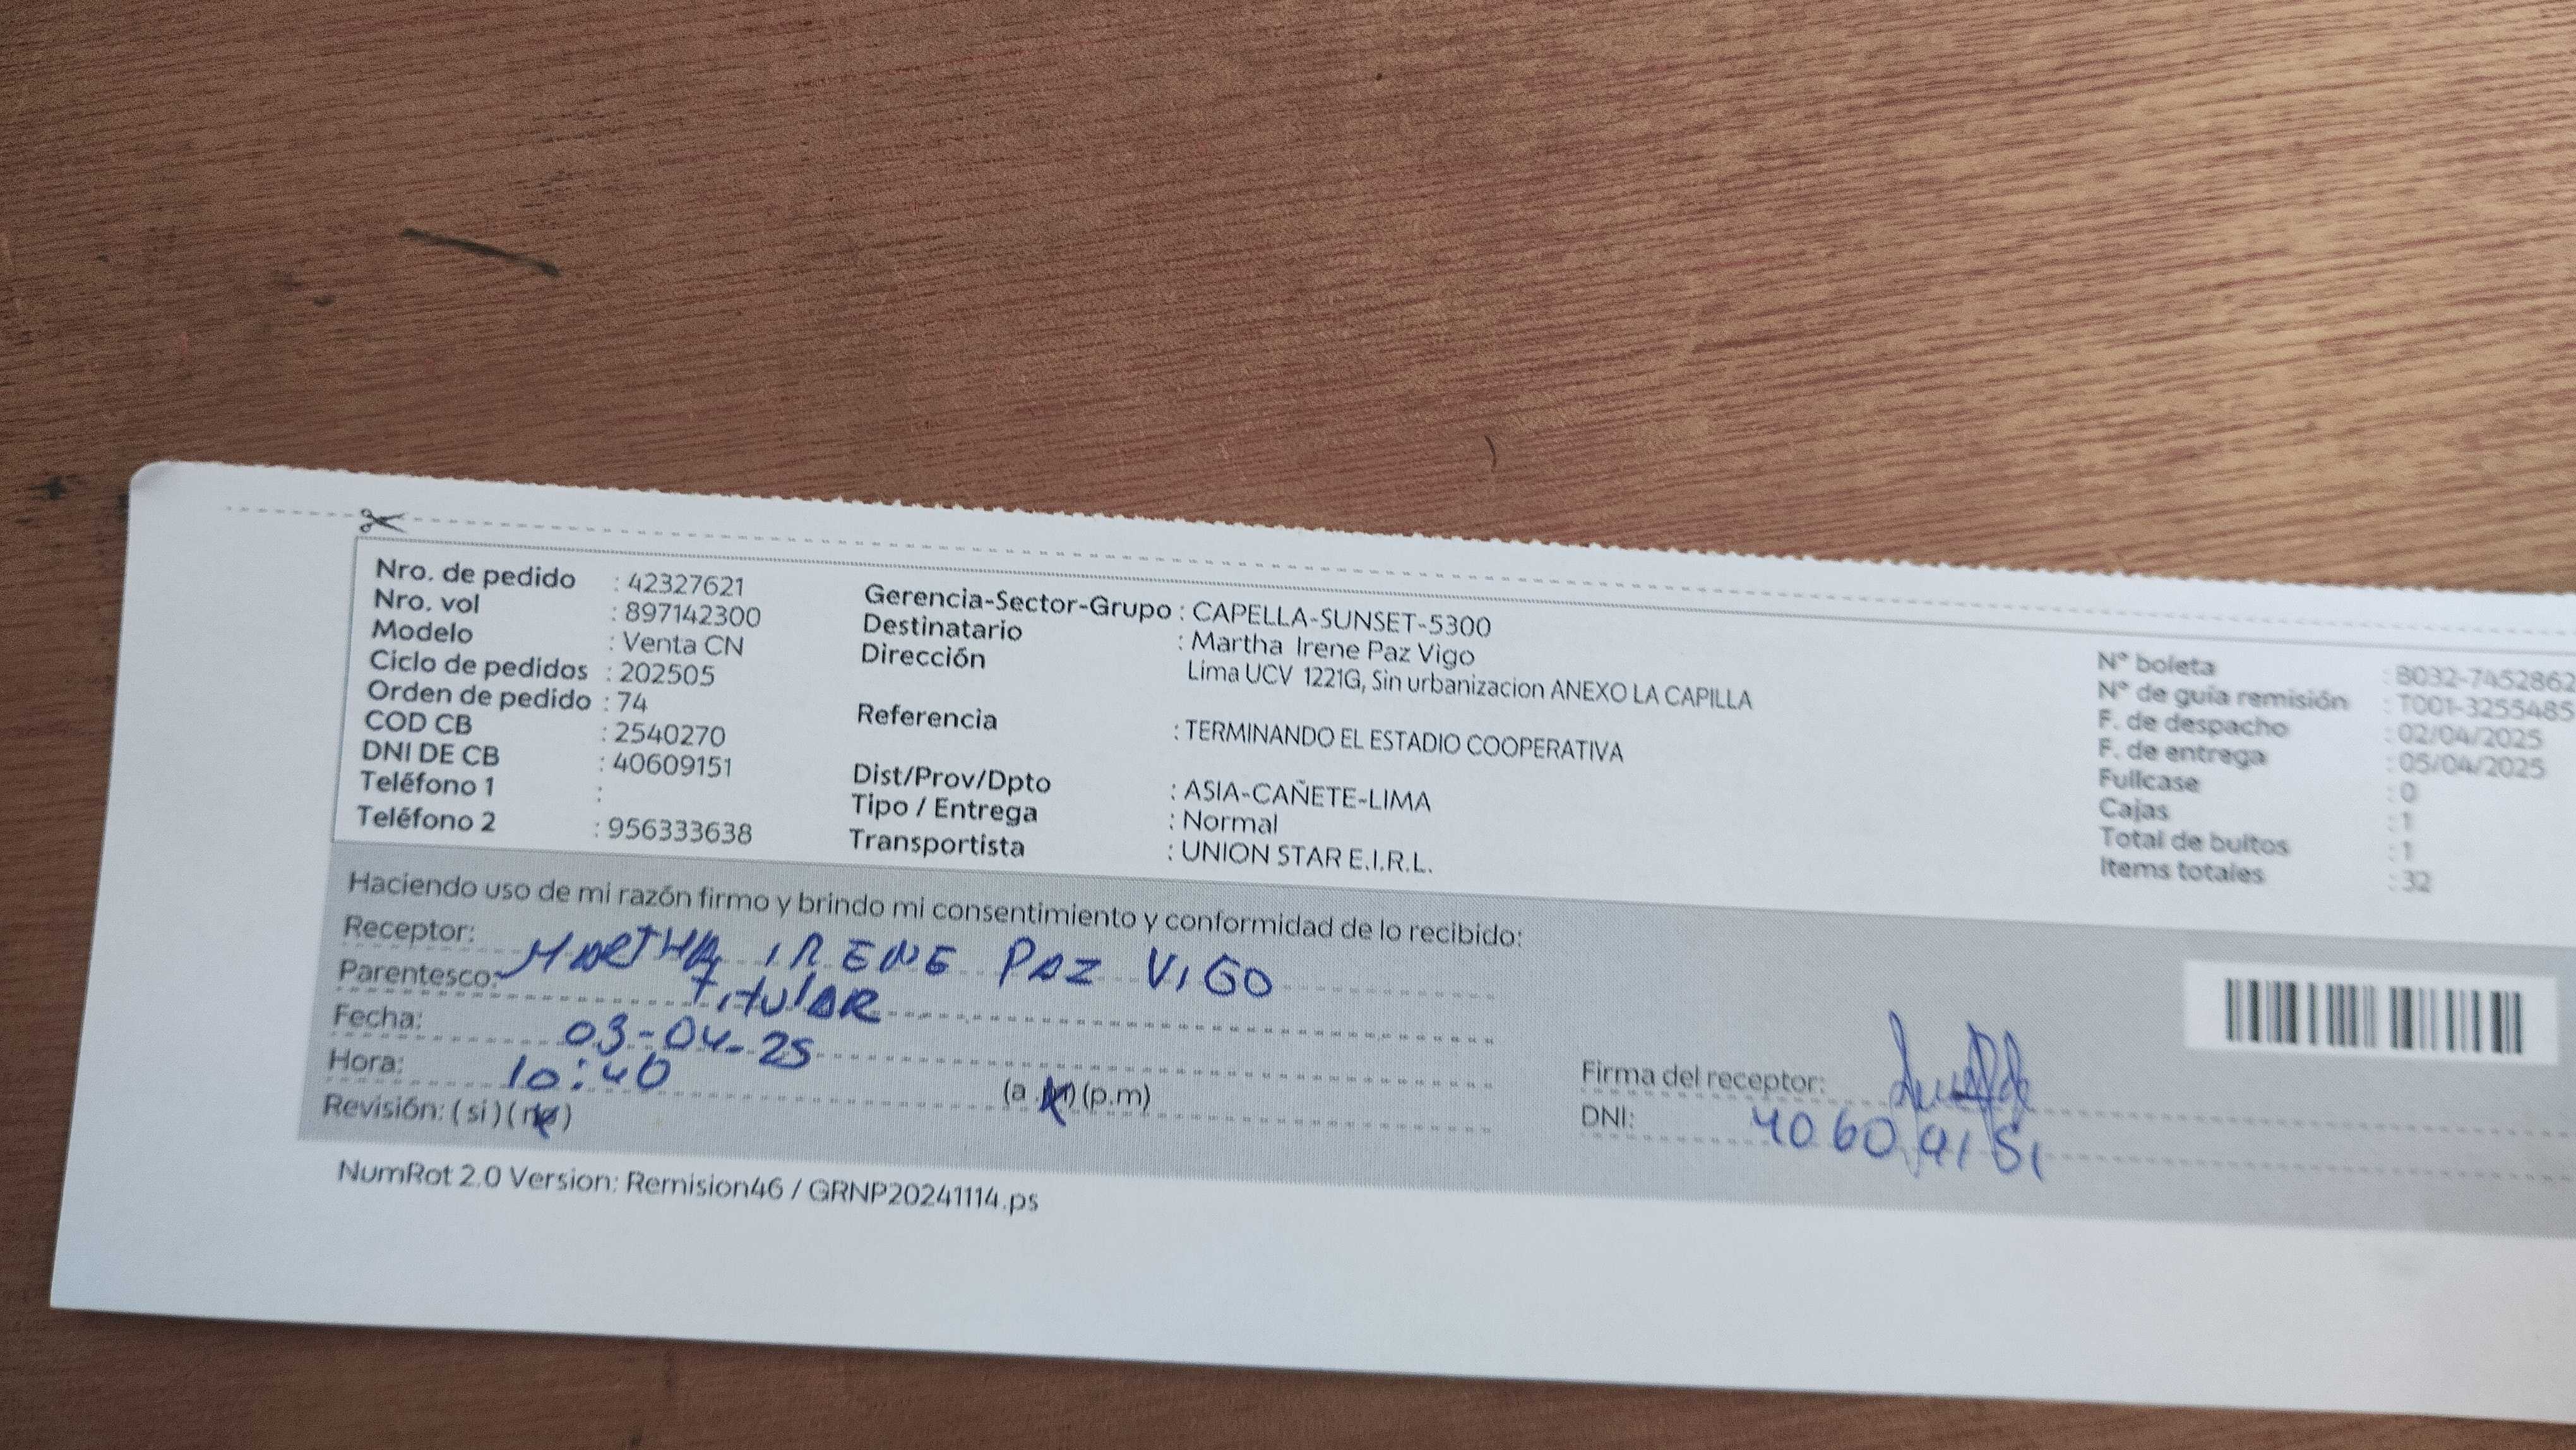 Nro. de pedido : 42327621
Nro. vol : 897142300
Modelo : Venta CN
Ciclo de pedidos : 202505
Orden de pedido : 74
COD CB : 2540270
DNI DE CB : 40609151
Teléfono 1 :
Teléfono 2 : 956333638
Gerencia-Sector-Grupo : CAPELLA-SUNSET-5300
Destinatario : Martha Irene Paz Vigo
Dirección Lima UCV 1221G, Sin urbanizacion ANEXO LA CAPILLA
Referencia : TERMINANDO EL ESTADIO COOPERATIVA
Dist/Prov/Dpto : ASIA-CAÑETE-LIMA
Tipo / Entrega : Normal
Transportista : UNION STAR E.I.R.L.
N° boleta : B032-7452862
N° de guía remisión : T001-3255485
F. de despacho : 02/04/2025
F. de entrega : 05/04/2025
Fullcase : 0
Cajas : 1
Total de bultos : 1
Items totales : 32
Haciendo uso de mi razón firmo y brindo mi consentimiento y conformidad de lo recibido:
Receptor: MARTHA IRENE PAZ VIGO
Parentesco: titulAR
Fecha: 03-04-25
Hora: 10:40 (a.m) (p.m)
Revisión: (si) (no)
Firma del receptor:
DNI: 40609151
NumRot 2.0 Version: Remision46 / GRNP20241114.ps